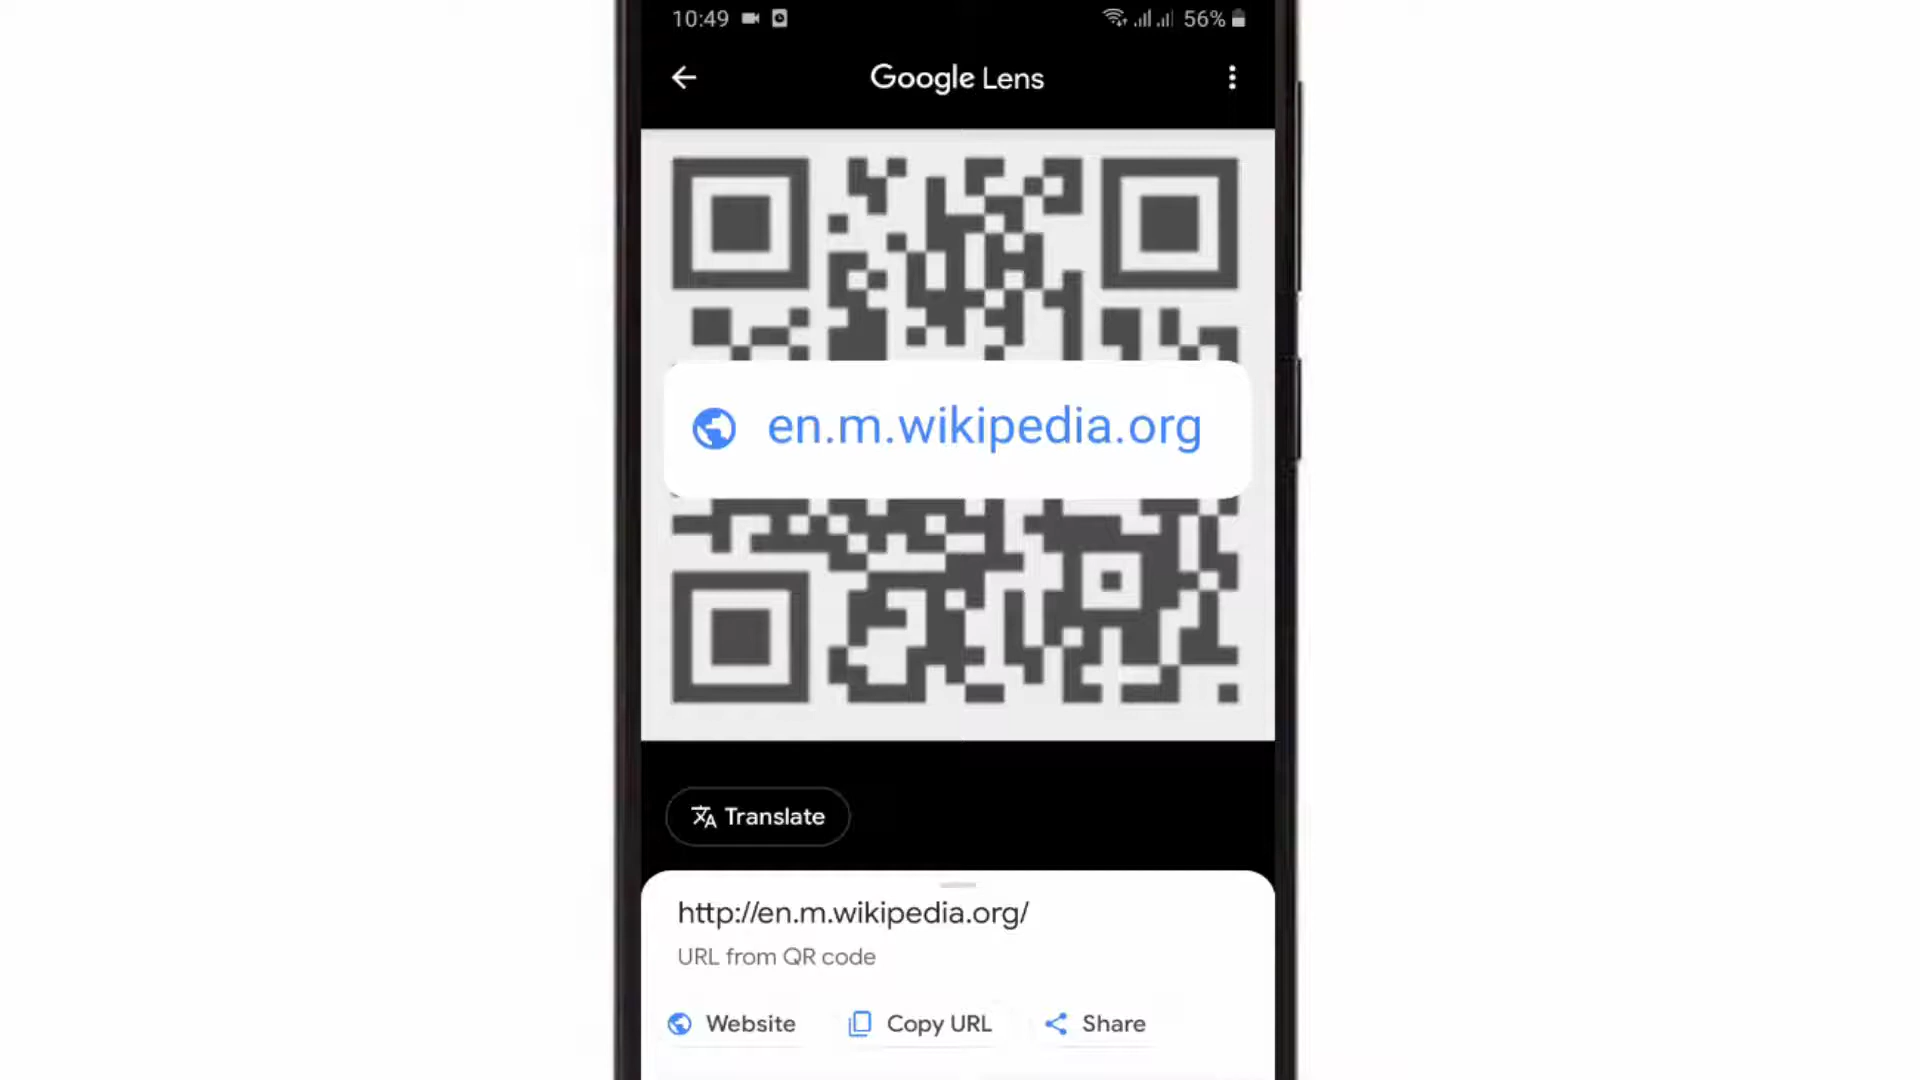 10:49
56%
Google Lens
en.m.wikipedia.org
Translate
http://en.m.wikipedia.org/
URL from QR code
Website
Copy URL
Share